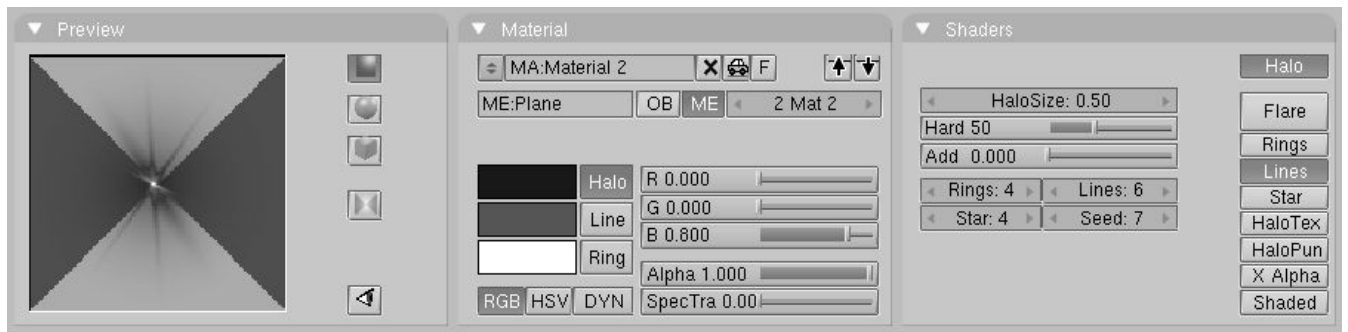 Preview
Material
MA:Material 2
F
ME:Plane
OB
ME
2 Mat 2
Halo
Line
Ring
R 0.000
G 0.000
B 0.800
Alpha 1.000
SpecTra 0.00
RGB
HSV
DYN
Shaders
Halo
HaloSize: 0.50
Hard 50
Add 0.000
Rings: 4
Lines: 6
Star: 4
Seed: 7
Flare
Rings
Lines
Star
HaloTex
HaloPun
X Alpha
Shaded